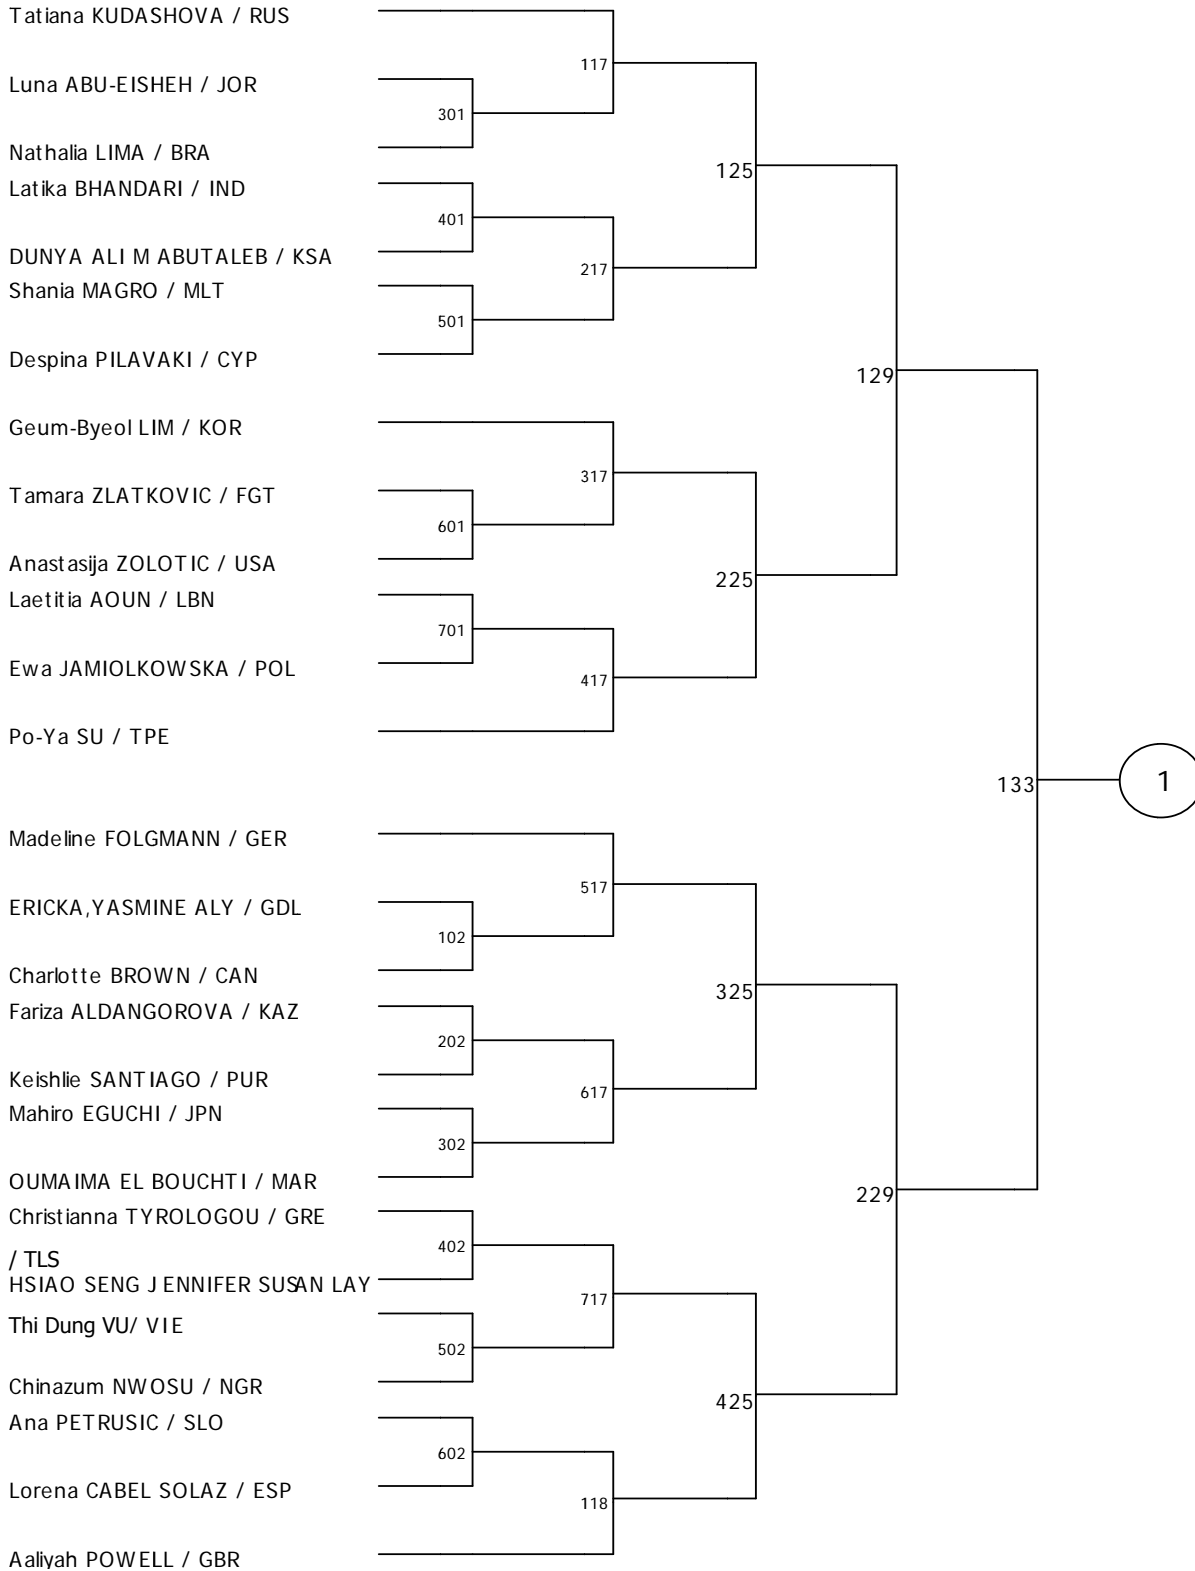 Tatiana KUDASHOVA / RUS
117
Luna ABU-EISHEH / JOR
301
Nathalia LIMA / BRA
125
Latika BHANDARI / IND
401
DUNYA ALI M ABUTALEB / KSA
217
Shania MAGRO / MLT
501
Despina PILAVAKI / CYP
129
Geum-Byeol LIM / KOR
317
Tamara ZLATKOVIC / FGT
601
Anastasija ZOLOTIC / USA
225
Laetitia AOUN / LBN
701
Ewa JAMIOLKOWSKA / POL
417
Po-Ya SU / TPE
133
1
Madeline FOLGMANN / GER
517
ERICKA,YASMINE ALY / GDL
102
Charlotte BROWN / CAN
325
Fariza ALDANGOROVA / KAZ
202
Keishlie SANTIAGO / PUR
617
Mahiro EGUCHI / JPN
302
OUMAIMA EL BOUCHTI / MAR
229
Christianna TYROLOGOU / GRE
402
/ TLS
HSIAO SENG JENNIFER SUSAN LAY
717
Thi Dung VU/ VIE
502
Chinazum NWOSU / NGR
425
Ana PETRUSIC / SLO
602
Lorena CABEL SOLAZ / ESP
118
Aaliyah POWELL / GBR